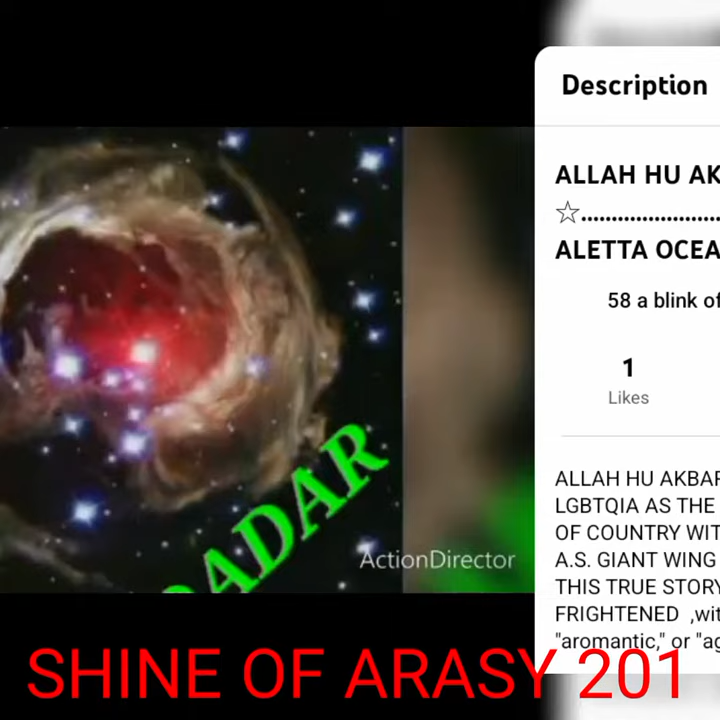 Description
ALLAH HU AK
☆.......................
ALETTA OCEA
58 a blink of
1
Likes
ALLAH HU AKBAR
LGBTQIA AS THE
OF COUNTRY WIT
A.S. GIANT WING
THIS TRUE STORY
FRIGHTENED ,wit
"aromantic," or "ag
RADAR
ActionDirector
SHINE OF ARASY 201